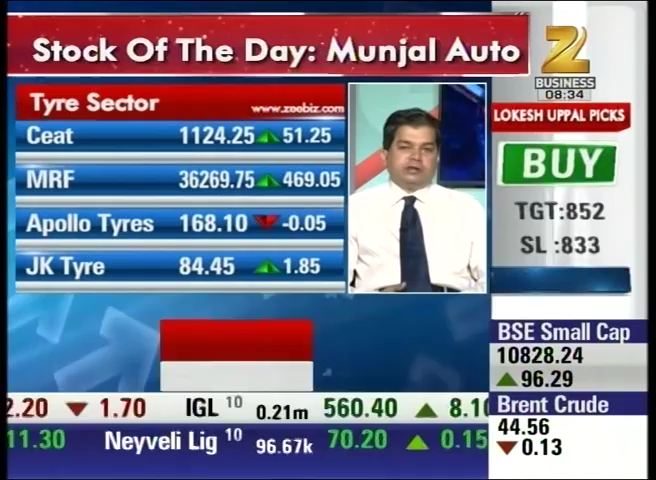 Stock Of The Day: Munjal Auto
Z
BUSINESS
08:34
Tyre Sector www.zeebiz.com
Ceat 1124.25 ▲ 51.25
MRF 36269.75 ▲ 469.05
Apollo Tyres 168.10 ▼ -0.05
JK Tyre 84.45 ▲ 1.85
LOKESH UPPAL PICKS
BUY
TGT:852
SL :833
BSE Small Cap
10828.24
▲ 96.29
Brent Crude
44.56
▼ 0.13
2.20 ▼ 1.70 IGL 10 0.21m 560.40 ▲ 8.10
11.30 Neyveli Lig 10 96.67k 70.20 ▲ 0.15